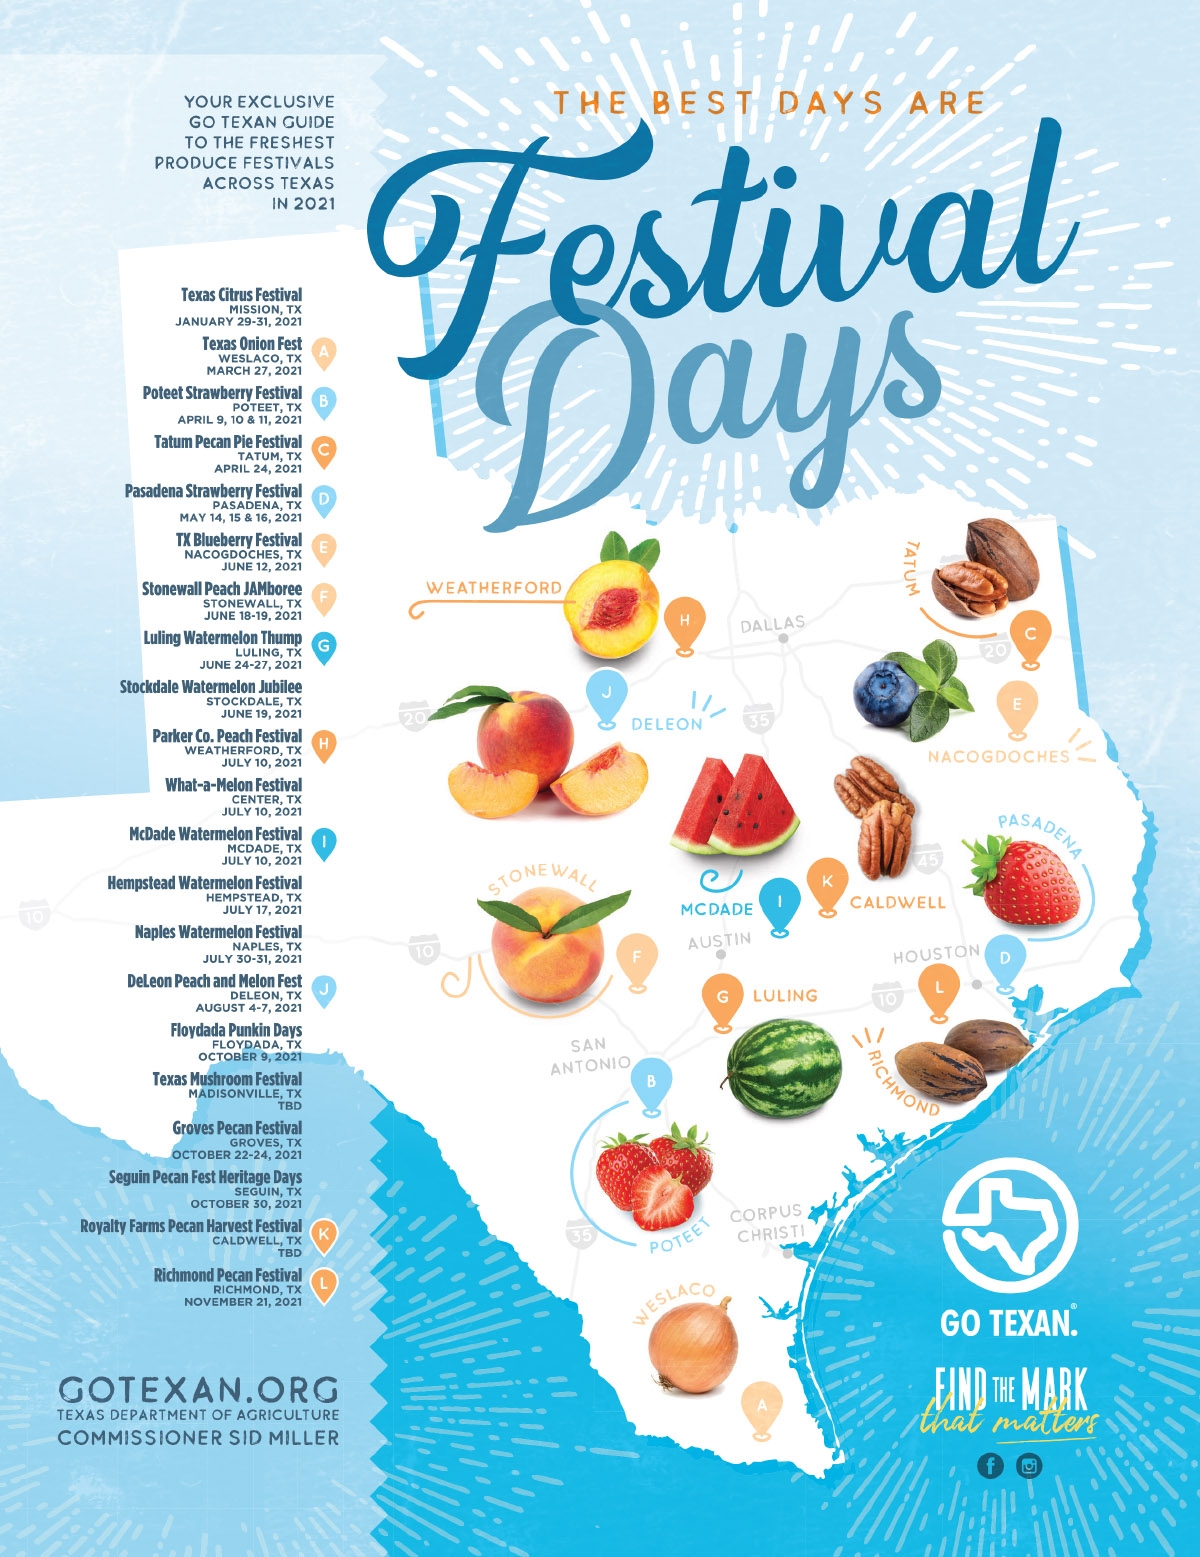 YOUR EXCLUSIVE
GO TEXAN GUIDE
TO THE FRESHEST
PRODUCE FESTIVALS
ACROSS TEXAS
IN 2021
THE BEST DAYS ARE
Festival
Days
Texas Citrus Festival
MISSION, TX
JANUARY 29-31, 2021
Texas Onion Fest
WESLACO, TX
MARCH 27, 2021
A
Poteet Strawberry Festival
POTEET, TX
APRIL 9, 10 & 11, 2021
B
Tatum Pecan Pie Festival
TATUM, TX
APRIL 24, 2021
C
Pasadena Strawberry Festival
PASADENA, TX
MAY 14, 15 & 16, 2021
D
TX Blueberry Festival
NACOGDOCHES, TX
JUNE 12, 2021
E
Stonewall Peach JAMboree
STONEWALL, TX
JUNE 18-19, 2021
F
Luling Watermelon Thump
LULING, TX
JUNE 24-27, 2021
G
Stockdale Watermelon Jubilee
STOCKDALE, TX
JUNE 19, 2021
Parker Co. Peach Festival
WEATHERFORD, TX
JULY 10, 2021
H
What-a-Melon Festival
CENTER, TX
JULY 10, 2021
McDade Watermelon Festival
MCDADE, TX
JULY 10, 2021
I
Hempstead Watermelon Festival
HEMPSTEAD, TX
JULY 17, 2021
Naples Watermelon Festival
NAPLES, TX
JULY 30-31, 2021
DeLeon Peach and Melon Fest
DELEON, TX
AUGUST 4-7, 2021
J
Floydada Punkin Days
FLOYDADA, TX
OCTOBER 9, 2021
Texas Mushroom Festival
MADISONVILLE, TX
TBD
Groves Pecan Festival
GROVES, TX
OCTOBER 22-24, 2021
Seguin Pecan Fest Heritage Days
SEGUIN, TX
OCTOBER 30, 2021
Royalty Farms Pecan Harvest Festival
CALDWELL, TX
TBD
K
Richmond Pecan Festival
RICHMOND, TX
NOVEMBER 21, 2021
L
GOTEXAN.ORG
TEXAS DEPARTMENT OF AGRICULTURE
COMMISSIONER SID MILLER
WEATHERFORD
H
DALLAS
TATUM
C
20
J
DELEON
20
35
E
NACOGDOCHES
PASADENA
45
STONEWALL
MCDADE
I
K
CALDWELL
AUSTIN
10
10
F
HOUSTON
D
G
LULING
10
L
RICHMOND
SAN
ANTONIO
B
POTEET
35
CORPUS
CHRISTI
WESLACO
A
GO TEXAN.®
FIND THE MARK
that matters
f